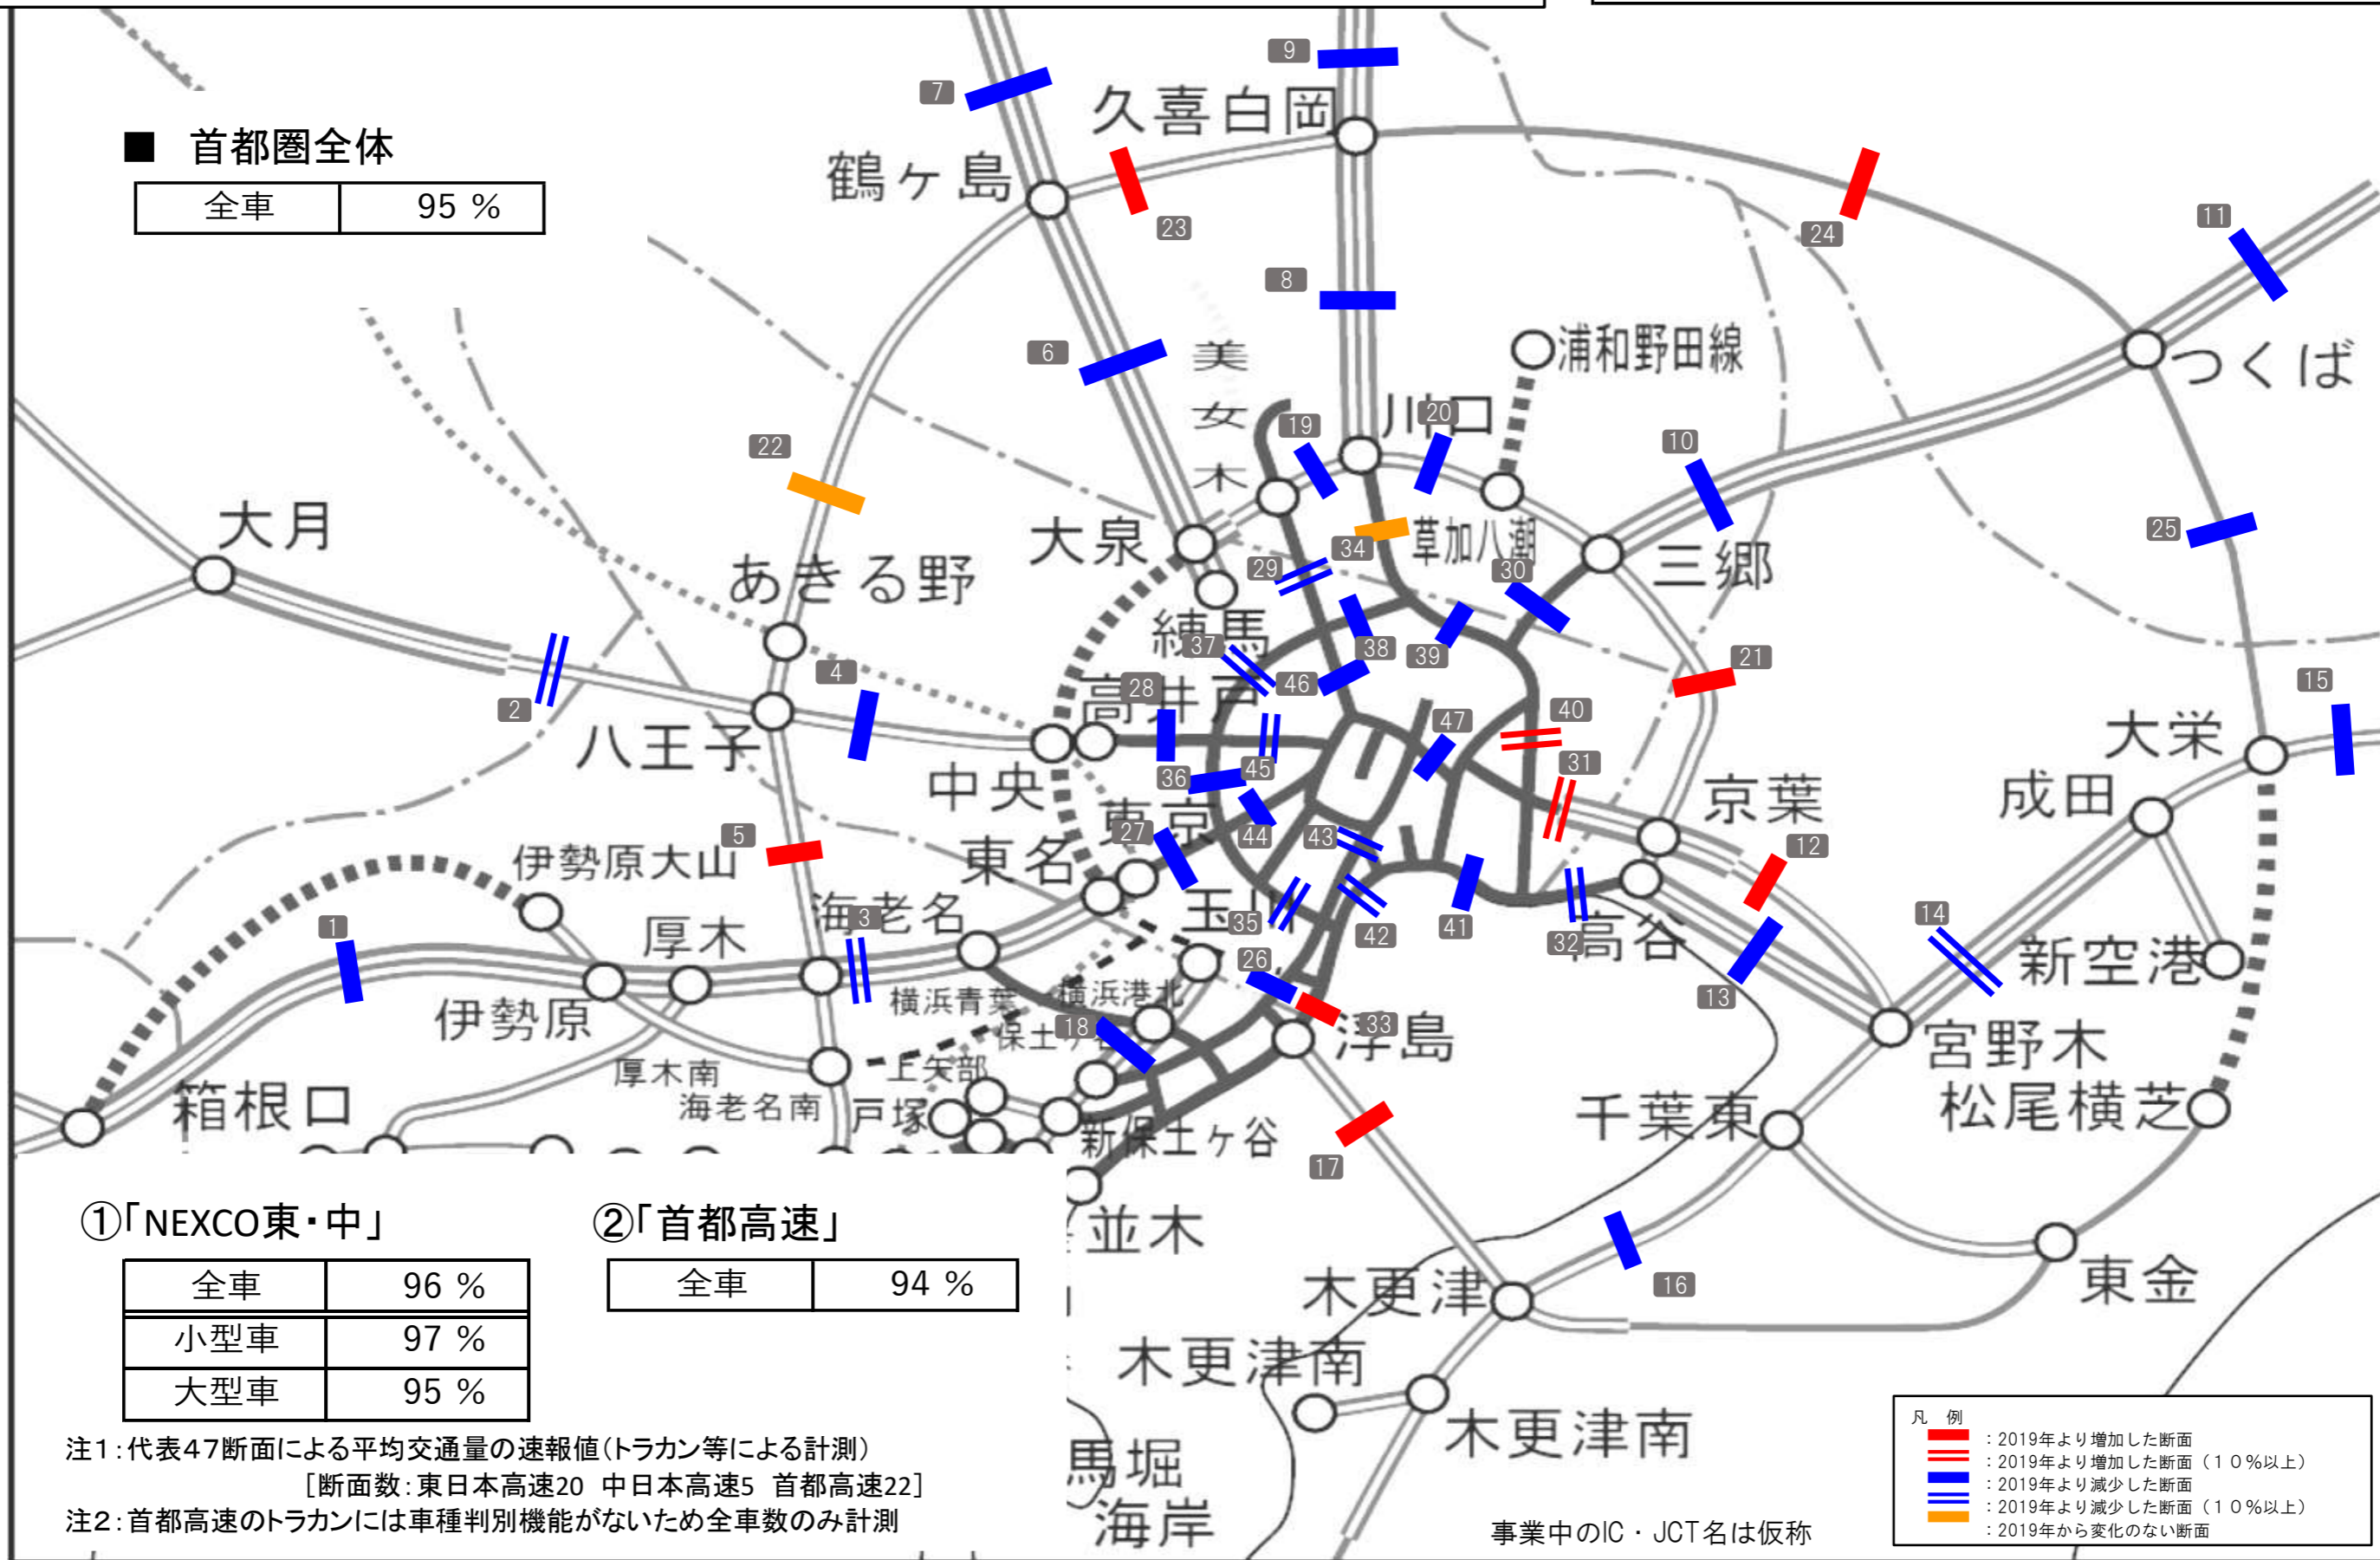 ■ 首都圏全体
全車 95 %
7
9
久喜白岡
鶴ヶ島
23
24
11
8
6
美女木
浦和野田線
つくば
川口
19
20
10
22
大月
大泉
34
草加八潮
25
あきる野
29
30
三郷
練馬
37
38
39
21
4
28
高井戸
46
15
2
八王子
47
40
大栄
36
45
31
中央
成田
京葉
5
27
東京
44
43
12
伊勢原大山
東名
1
3
海老名
玉川
35
42
41
32
高谷
14
厚木
新空港
26
13
伊勢原
横浜青葉
横浜港北
18
保土ヶ谷
33
浮島
宮野木
厚木南
上矢部
箱根口
海老名南
戸塚
新保土ヶ谷
千葉東
松尾横芝
17
並木
16
木更津
東金
木更津南
木更津南
馬堀
海岸
①「NEXCO東・中」
全車 96 %
小型車 97 %
大型車 95 %
②「首都高速」
全車 94 %
注1:代表47断面による平均交通量の速報値(トラカン等による計測)
[断面数:東日本高速20 中日本高速5 首都高速22]
注2:首都高速のトラカンには車種判別機能がないため全車数のみ計測
事業中のIC・JCT名は仮称
凡 例
:2019年より増加した断面
:2019年より増加した断面(10%以上)
:2019年より減少した断面
:2019年より減少した断面(10%以上)
:2019年から変化のない断面